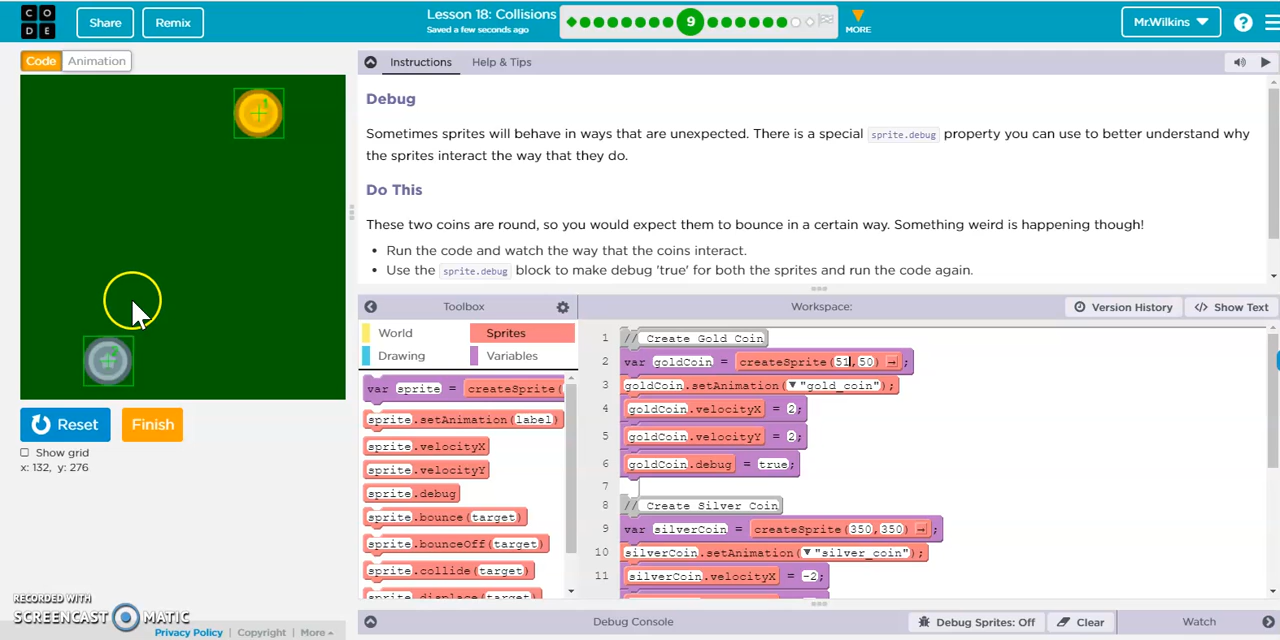 C O
D E
Share
Remix
Lesson 18: Collisions
Saved a few seconds ago
9
MORE
Mr.Wilkins
?
Code
Animation
Instructions
Help & Tips
Debug
Sometimes sprites will behave in ways that are unexpected. There is a special sprite.debug property you can use to better understand why
the sprites interact the way that they do.
Do This
These two coins are round, so you would expect them to bounce in a certain way. Something weird is happening though!
• Run the code and watch the way that the coins interact.
• Use the sprite.debug block to make debug 'true' for both the sprites and run the code again.
1
Reset
Finish
Show grid
x: 132, y: 276
Toolbox
World
Sprites
Drawing
Variables
var sprite = createSprite(
sprite.setAnimation(label)
sprite.velocityX
sprite.velocityY
sprite.debug
sprite.bounce(target)
sprite.bounceOff(target)
sprite.collide(target)
sprite.displace(target)
Workspace:
Version History
</> Show Text
1 // Create Gold Coin
2 var goldCoin = createSprite(51,50) → ;
3 goldCoin.setAnimation(▼"gold_coin");
4 goldCoin.velocityX = 2;
5 goldCoin.velocityY = 2;
6 goldCoin.debug = true;
7
8 // Create Silver Coin
9 var silverCoin = createSprite(350,350) → ;
10 silverCoin.setAnimation(▼"silver_coin");
11 silverCoin.velocityX = -2;
Debug Console
Debug Sprites: Off
Clear
Watch
RECORDED WITH
SCREENCAST MATIC
Privacy Policy | Copyright | More